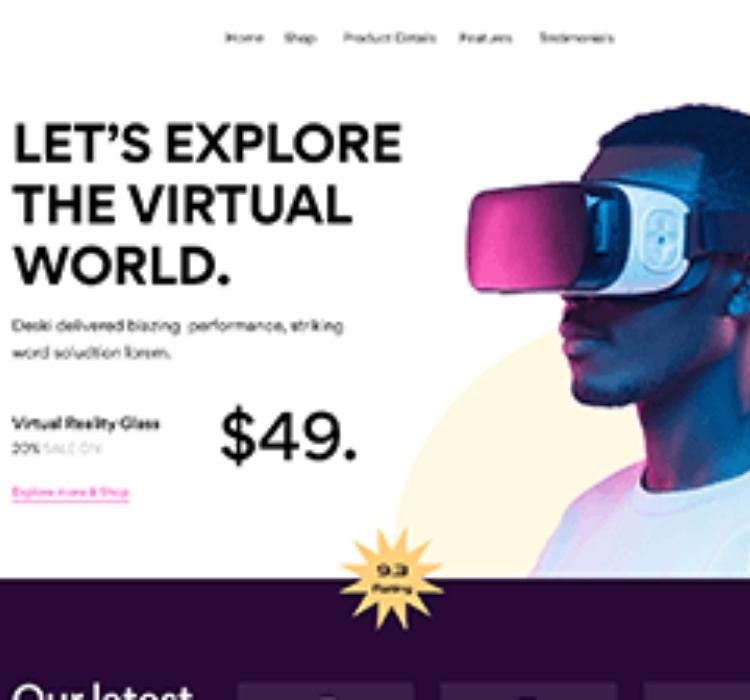 Home Shop Product Details Features Testimonials
LET'S EXPLORE
THE VIRTUAL
WORLD.
Deski delivered blazing performance, striking
word soludtion lorem.
Virtual Reality Glass
$49.
20% SALE ON
Explore more & Shop
9.3
Rating
Our latest